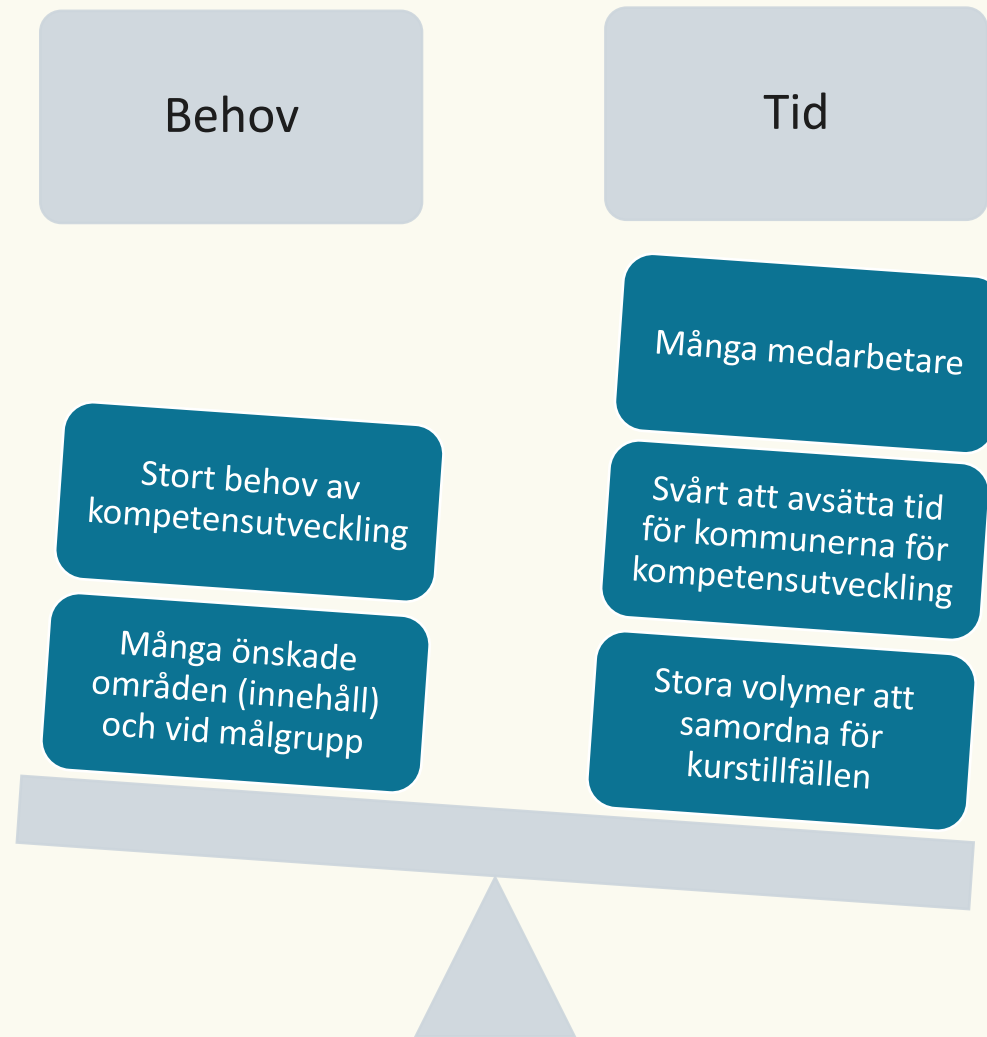 Behov
Tid
Många medarbetare
Stort behov av
kompetensutveckling
Svårt att avsätta tid
för kommunerna för
kompetensutveckling
Många önskade
områden (innehåll)
och vid målgrupp
Stora volymer att
samordna för
kurstillfällen